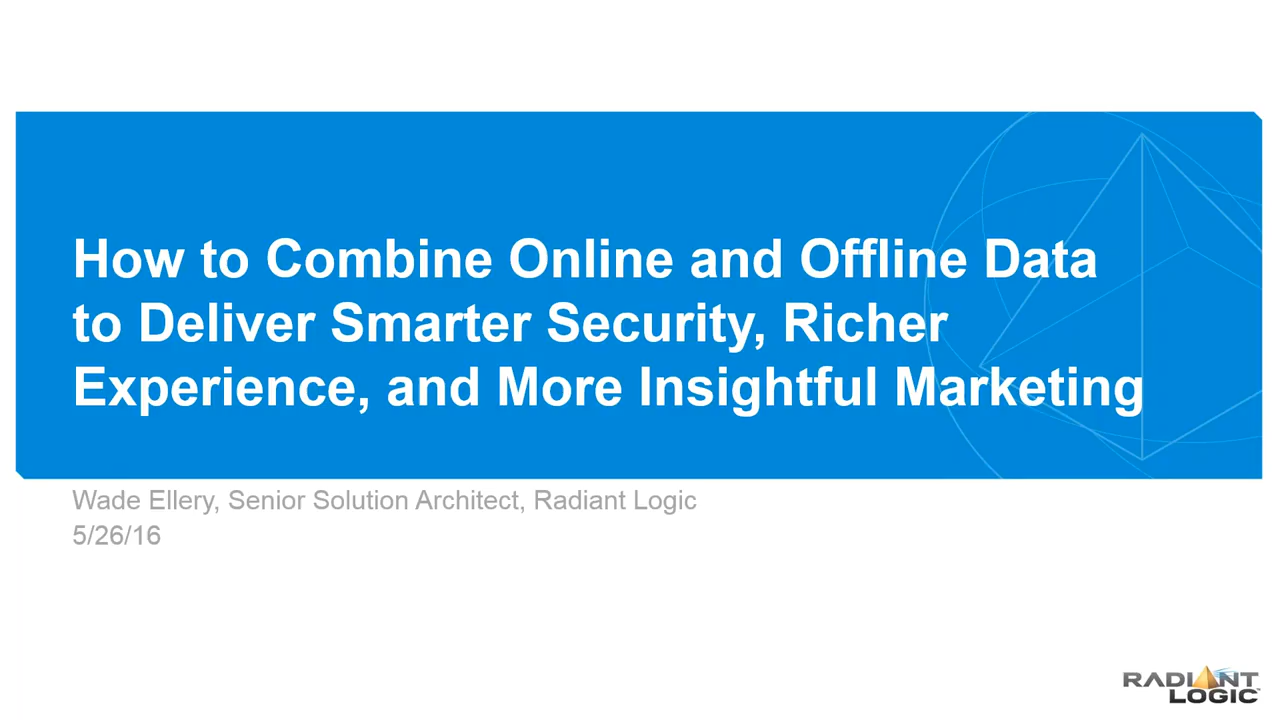 How to Combine Online and Offline Data
to Deliver Smarter Security, Richer
Experience, and More Insightful Marketing
Wade Ellery, Senior Solution Architect, Radiant Logic
5/26/16
RADIANT
LOGIC